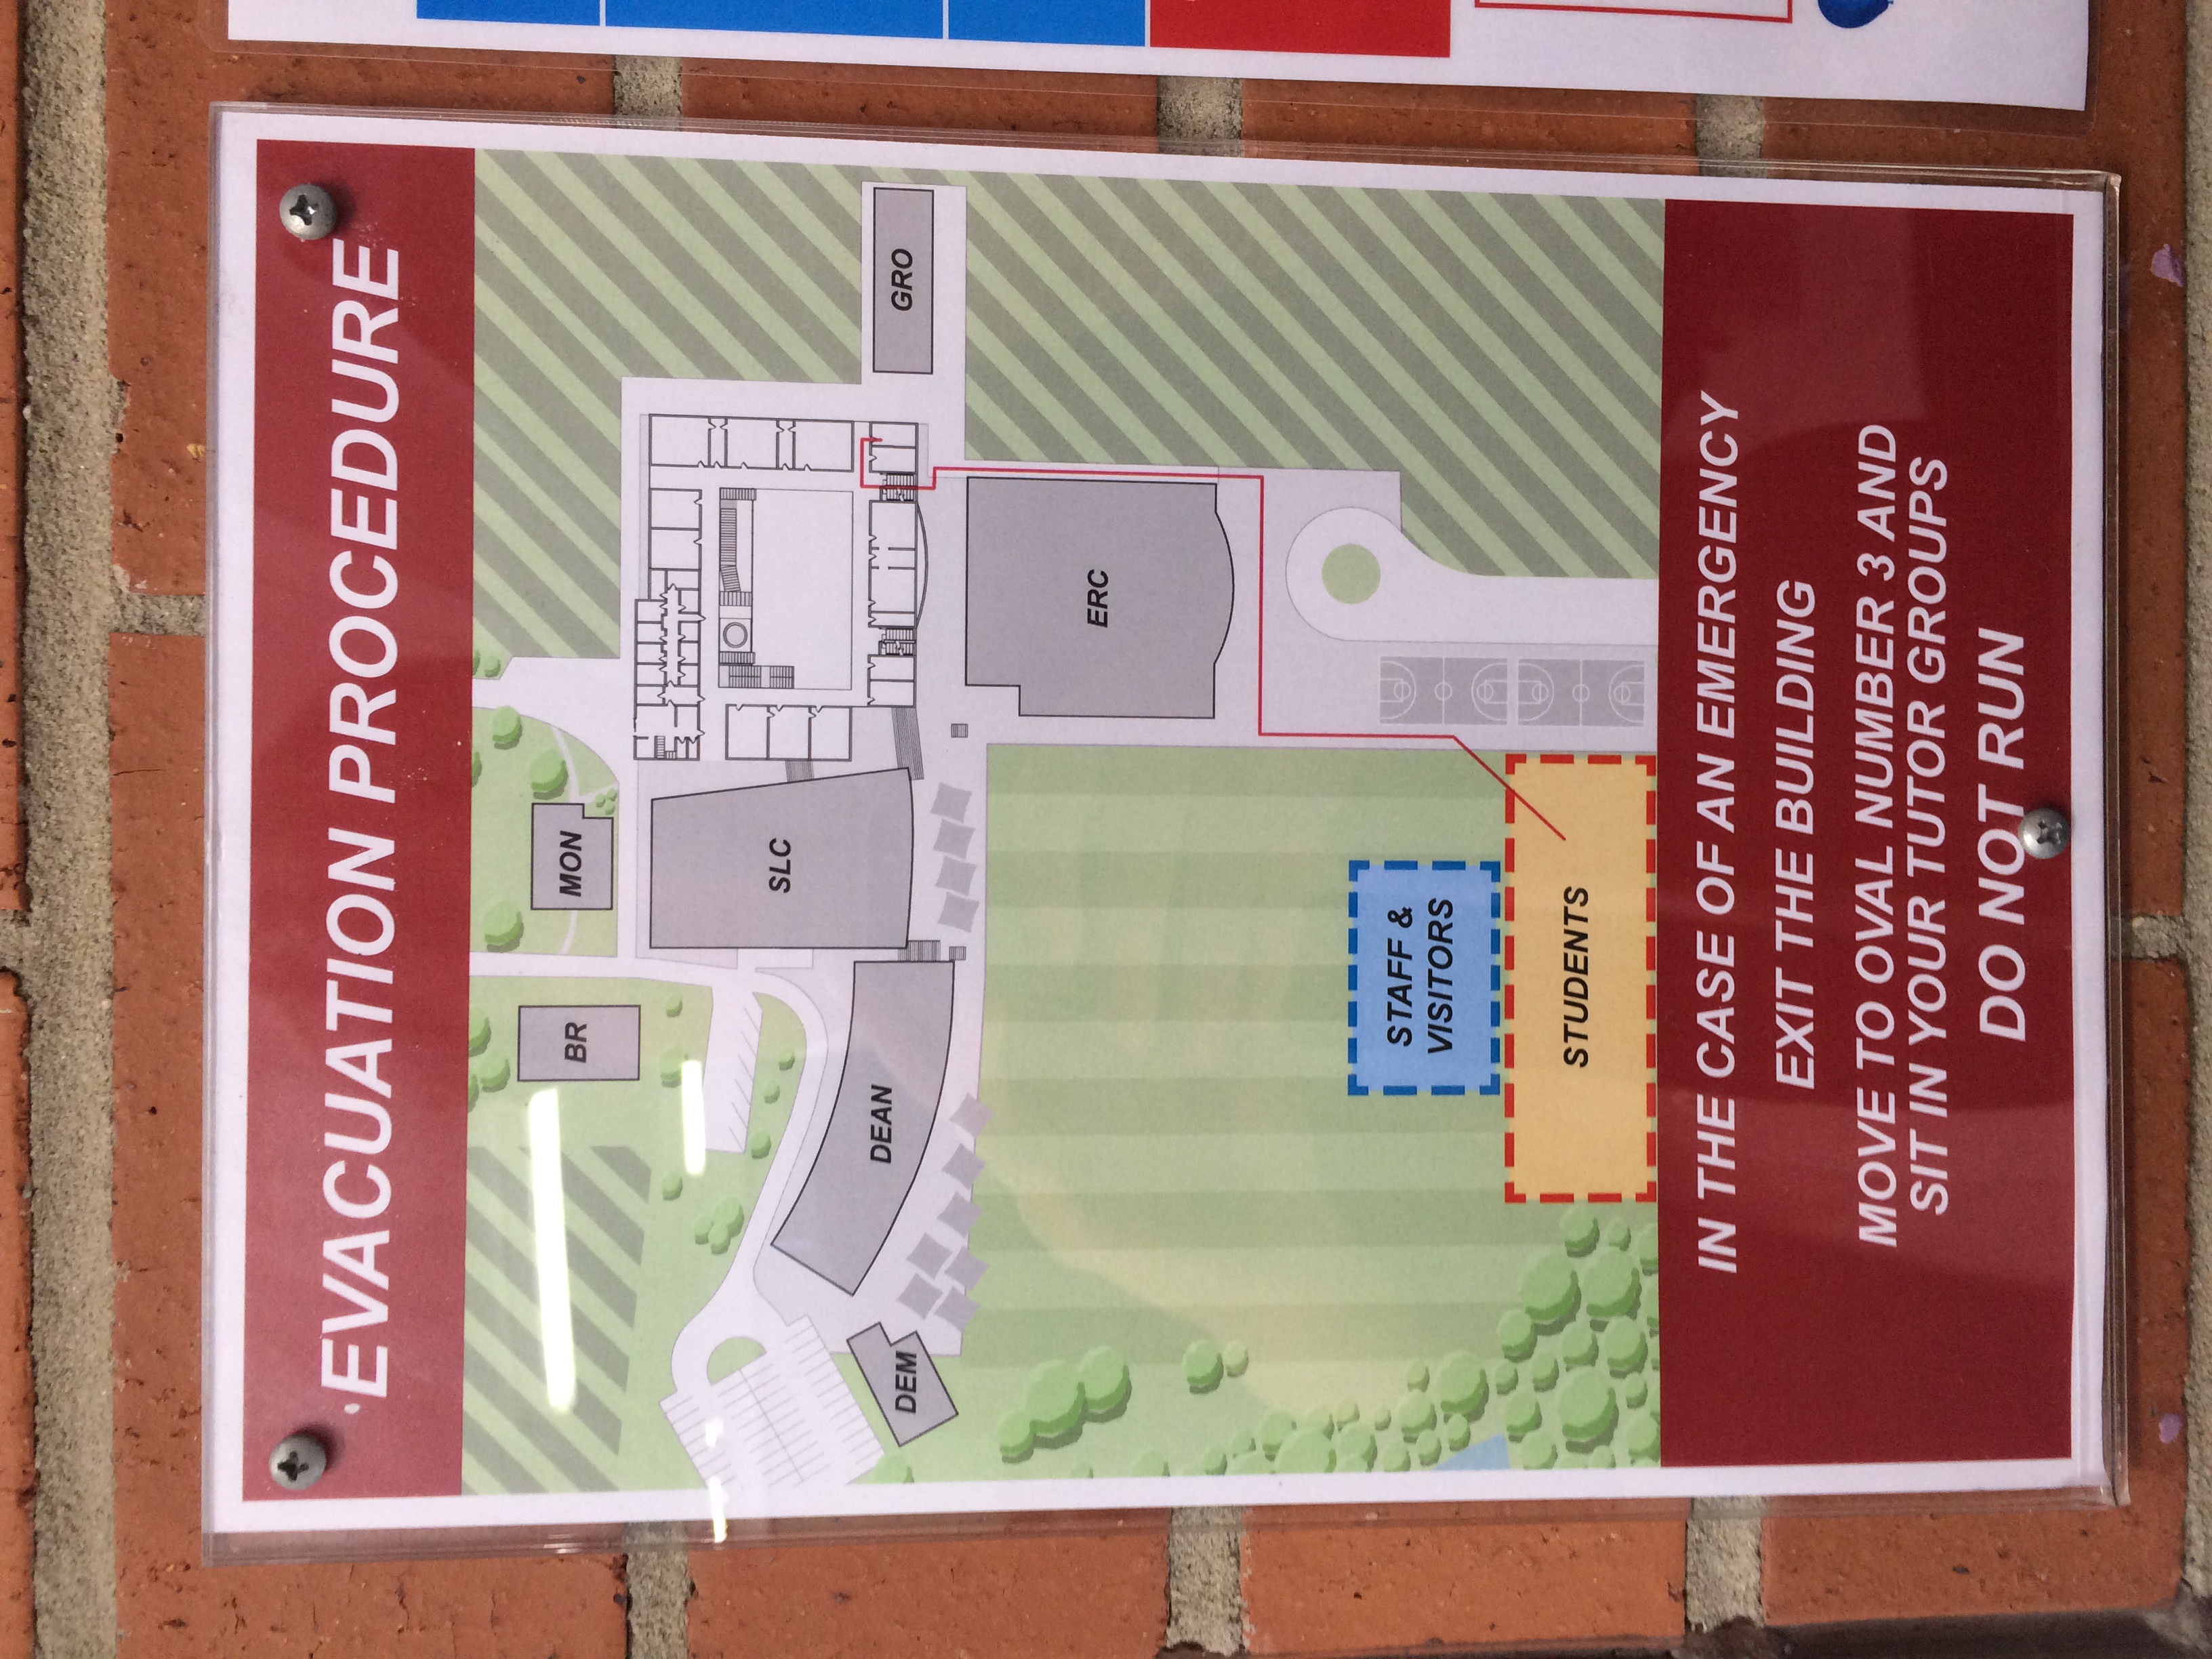 EVACUATION PROCEDURE
BR
MON
SLC
DEAN
DEM
GRO
ERC
STAFF &
VISITORS
STUDENTS
IN THE CASE OF AN EMERGENCY
EXIT THE BUILDING
MOVE TO OVAL NUMBER 3 AND
SIT IN YOUR TUTOR GROUPS
DO NOT RUN